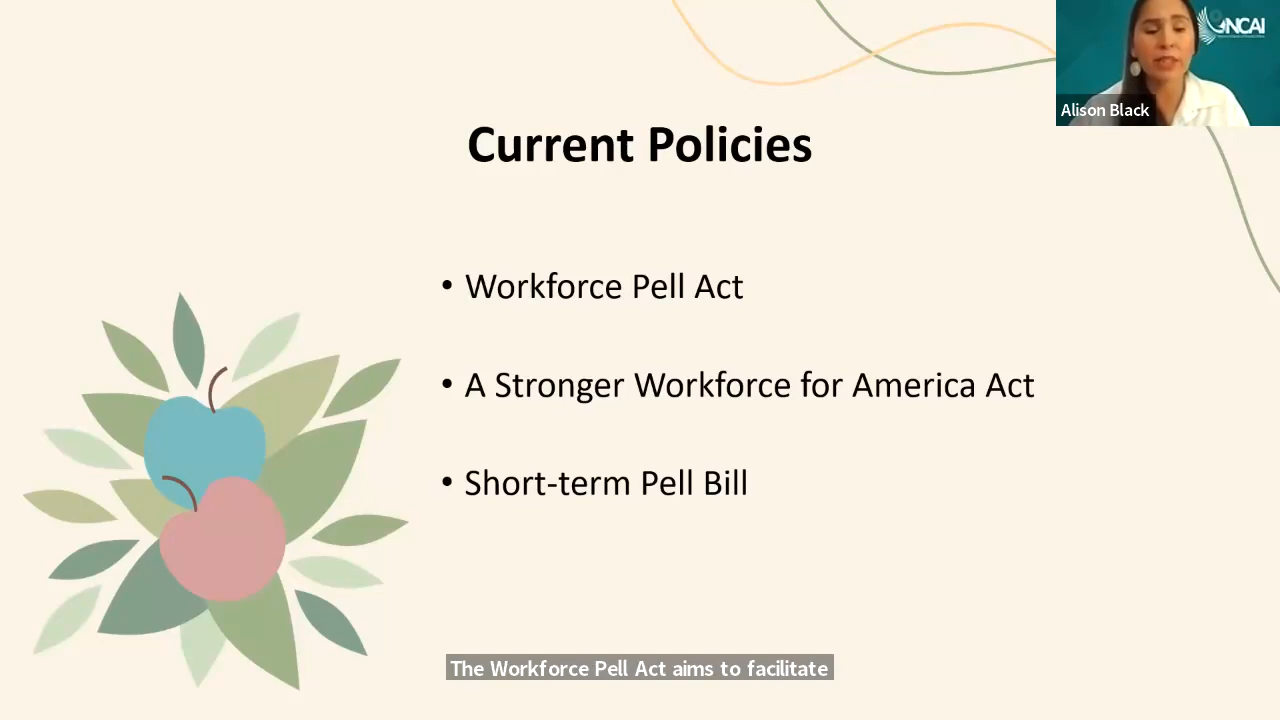 NCAI
Alison Black
Current Policies
• Workforce Pell Act
• A Stronger Workforce for America Act
• Short-term Pell Bill
The Workforce Pell Act aims to facilitate